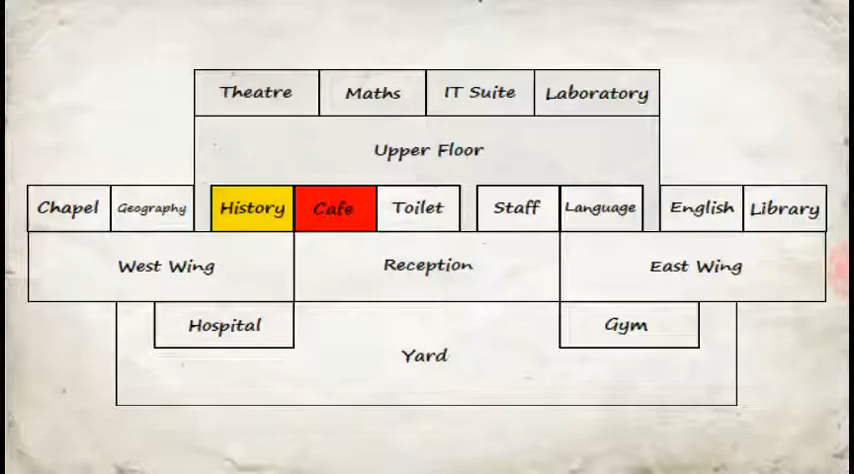 Theatre
Maths
IT Suite
Laboratory
Upper Floor
Chapel
Geography
History
Cafe
Toilet
Staff
Language
English
Library
West Wing
Reception
East Wing
Hospital
Gym
Yard